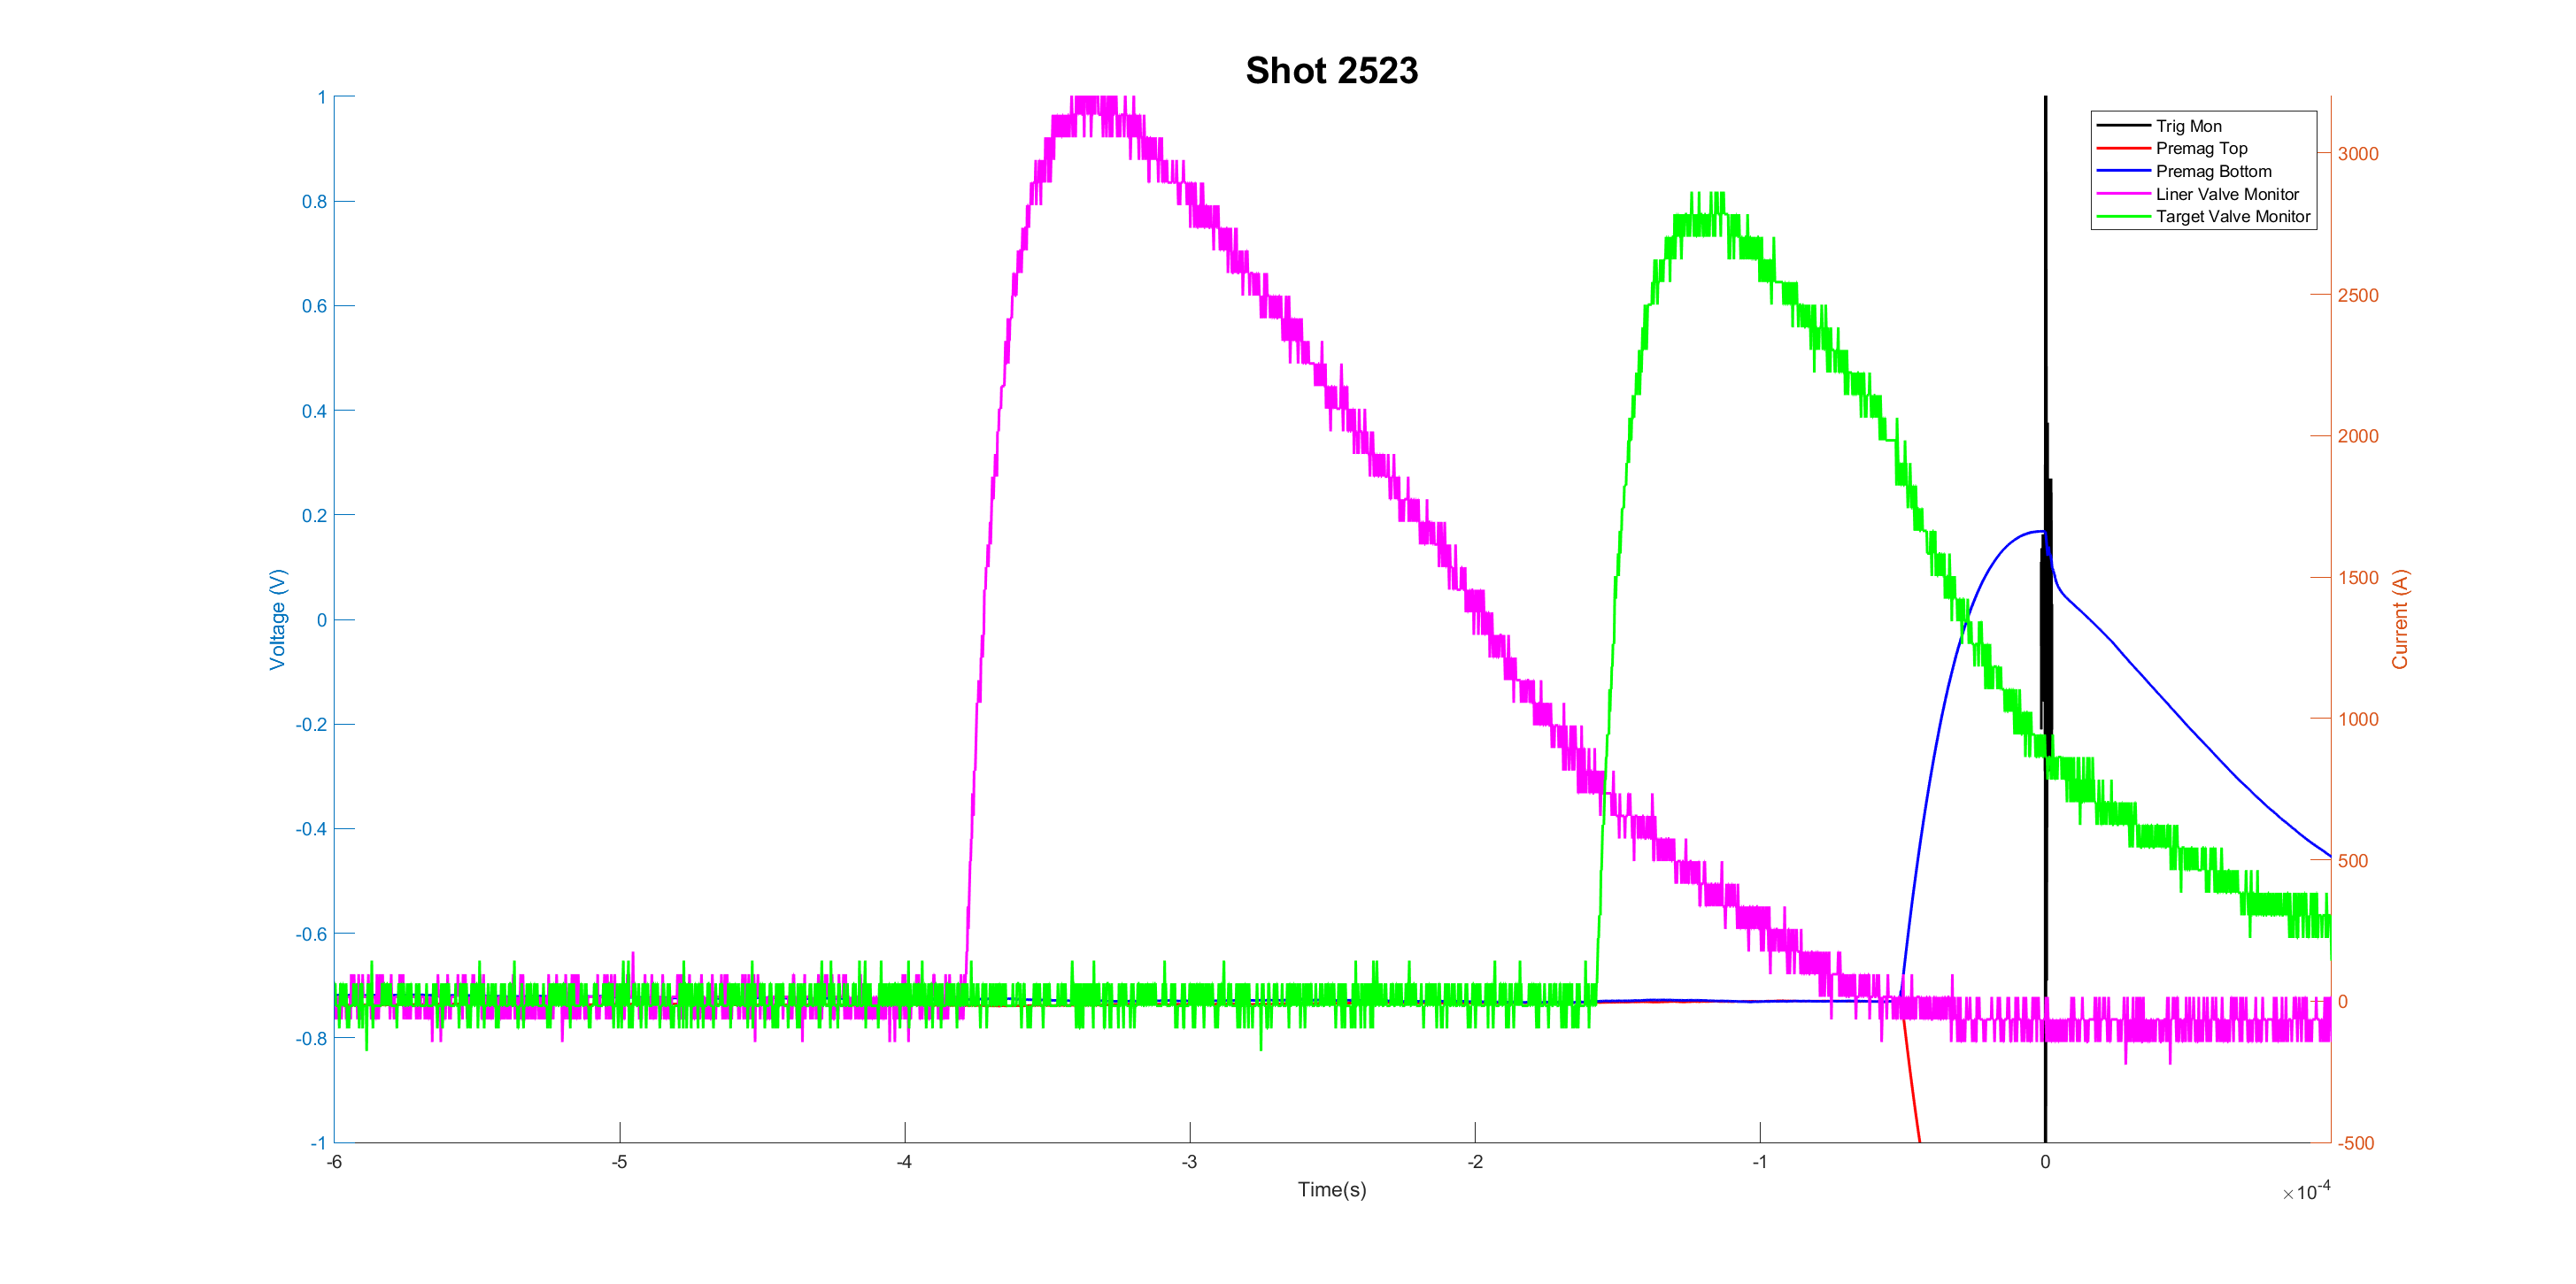 Shot 2523
Trig Mon
Premag Top
Premag Bottom
Liner Valve Monitor
Target Valve Monitor
Voltage (V)
1
0.8
0.6
0.4
0.2
0
-0.2
-0.4
-0.6
-0.8
-1
Current (A)
3000
2500
2000
1500
1000
500
0
-500
-6 -5 -4 -3 -2 -1 0
Time(s)
×10⁻⁴